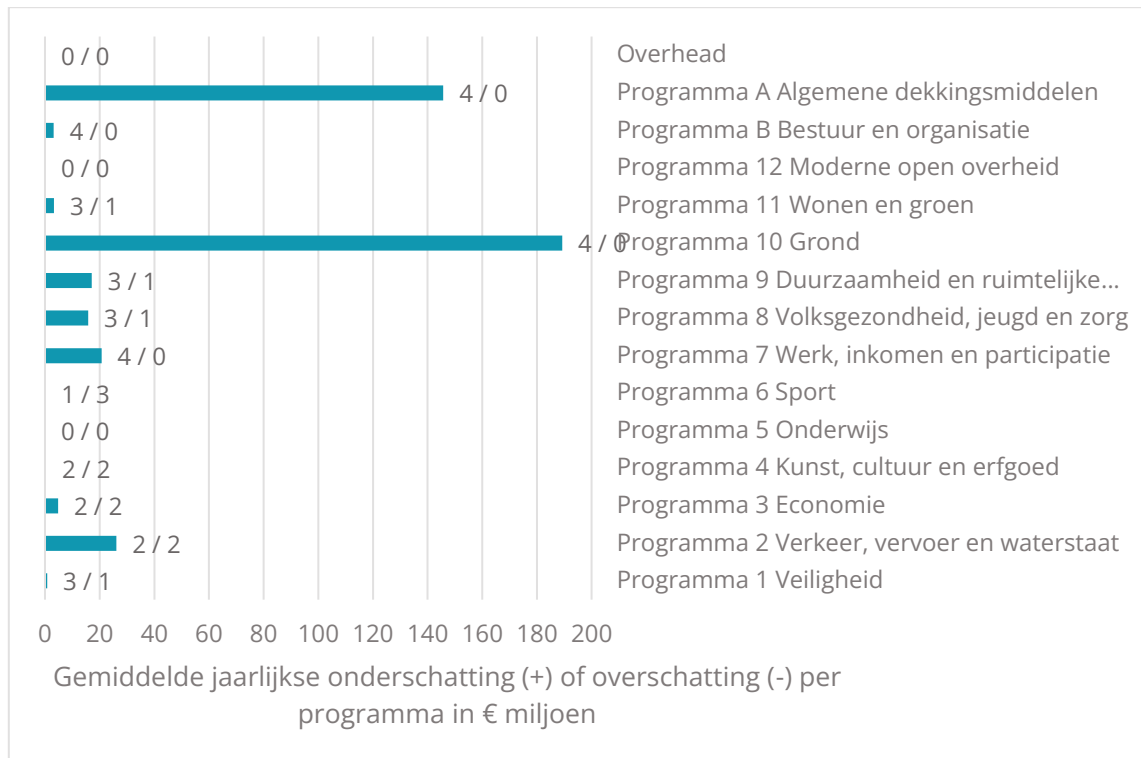 0 / 0 Overhead
4 / 0 Programma A Algemene dekkingsmiddelen
4 / 0 Programma B Bestuur en organisatie
0 / 0 Programma 12 Moderne open overheid
3 / 1 Programma 11 Wonen en groen
4 / 0 Programma 10 Grond
3 / 1 Programma 9 Duurzaamheid en ruimtelijke...
3 / 1 Programma 8 Volksgezondheid, jeugd en zorg
4 / 0 Programma 7 Werk, inkomen en participatie
1 / 3 Programma 6 Sport
0 / 0 Programma 5 Onderwijs
2 / 2 Programma 4 Kunst, cultuur en erfgoed
2 / 2 Programma 3 Economie
2 / 2 Programma 2 Verkeer, vervoer en waterstaat
3 / 1 Programma 1 Veiligheid
0 20 40 60 80 100 120 140 160 180 200
Gemiddelde jaarlijkse onderschatting (+) of overschatting (-) per
programma in € miljoen